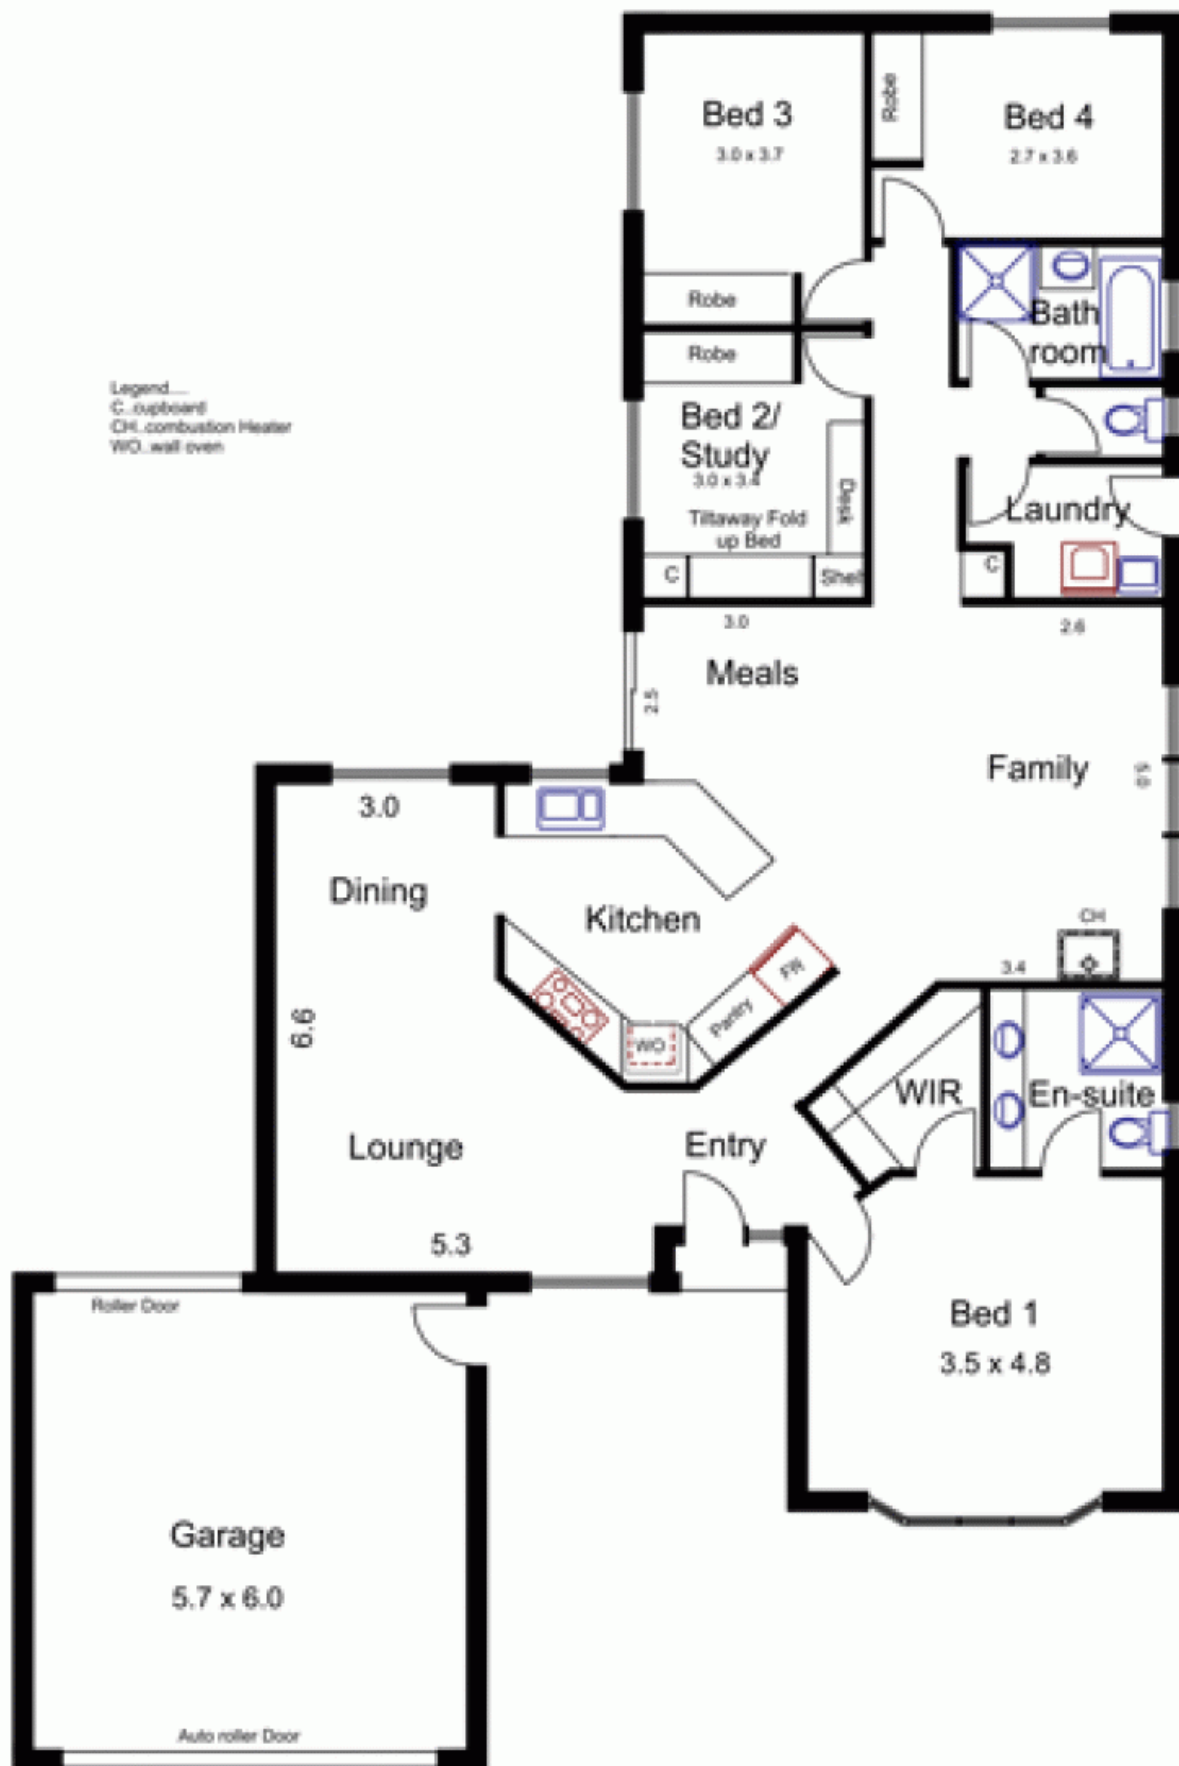 Bed 3
3.0 x 3.7
Robe
Bed 4
2.7 x 3.6
Robe
Robe
Bath
room
Legend....
C..cupboard
CH..combustion Heater
WO..wall oven
Bed 2/
Study
3.0 x 3.4
Desk
Tiltaway Fold
up Bed
C
Shelf
Laundry
C
3.0
2.6
Meals
2.5
Family
5.0
3.0
Dining
Kitchen
CH
3.4
FR
Pantry
WO
6.6
WIR
En-suite
Lounge
Entry
5.3
Roller Door
Bed 1
3.5 x 4.8
Garage
5.7 x 6.0
Auto roller Door